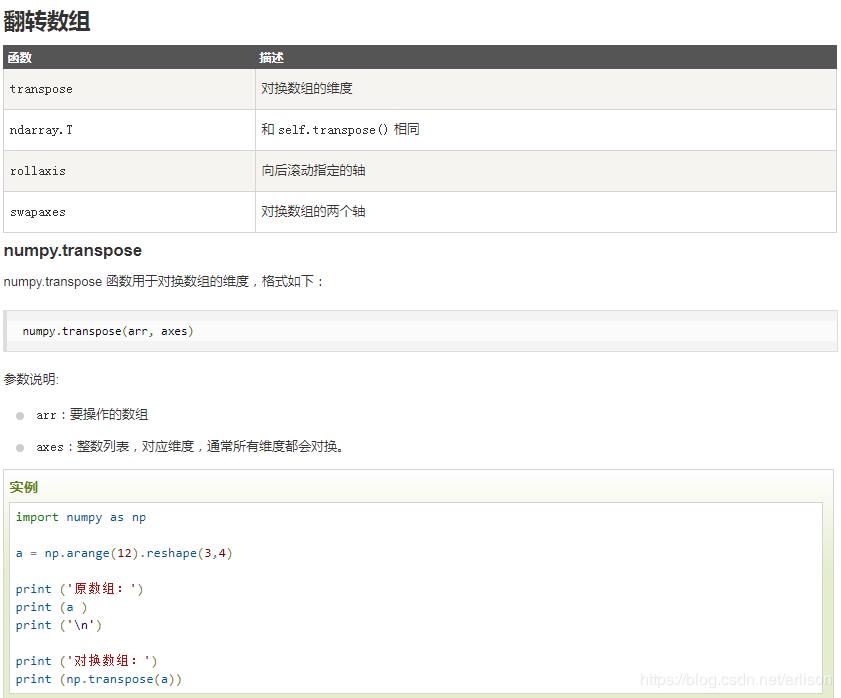 翻转数组
函数 描述
transpose 对换数组的维度
ndarray.T 和 self.transpose() 相同
rollaxis 向后滚动指定的轴
swapaxes 对换数组的两个轴
numpy.transpose
numpy.transpose 函数用于对换数组的维度，格式如下：
numpy.transpose(arr, axes)
参数说明:
arr：要操作的数组
axes：整数列表，对应维度，通常所有维度都会对换。
实例
import numpy as np
a = np.arange(12).reshape(3,4)
print ('原数组：')
print (a )
print ('\n')
print ('对换数组：')
print (np.transpose(a))
https://blog.csdn.net/arlison